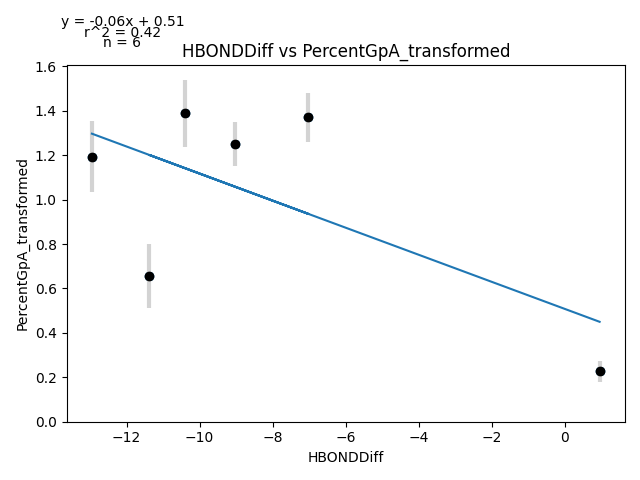 y = -0.06x + 0.51
r^2 = 0.42
n = 6
HBONDDiff vs PercentGpA_transformed
PercentGpA_transformed
1.6
1.4
1.2
1.0
0.8
0.6
0.4
0.2
0.0
−12
−10
−8
−6
−4
−2
0
HBONDDiff